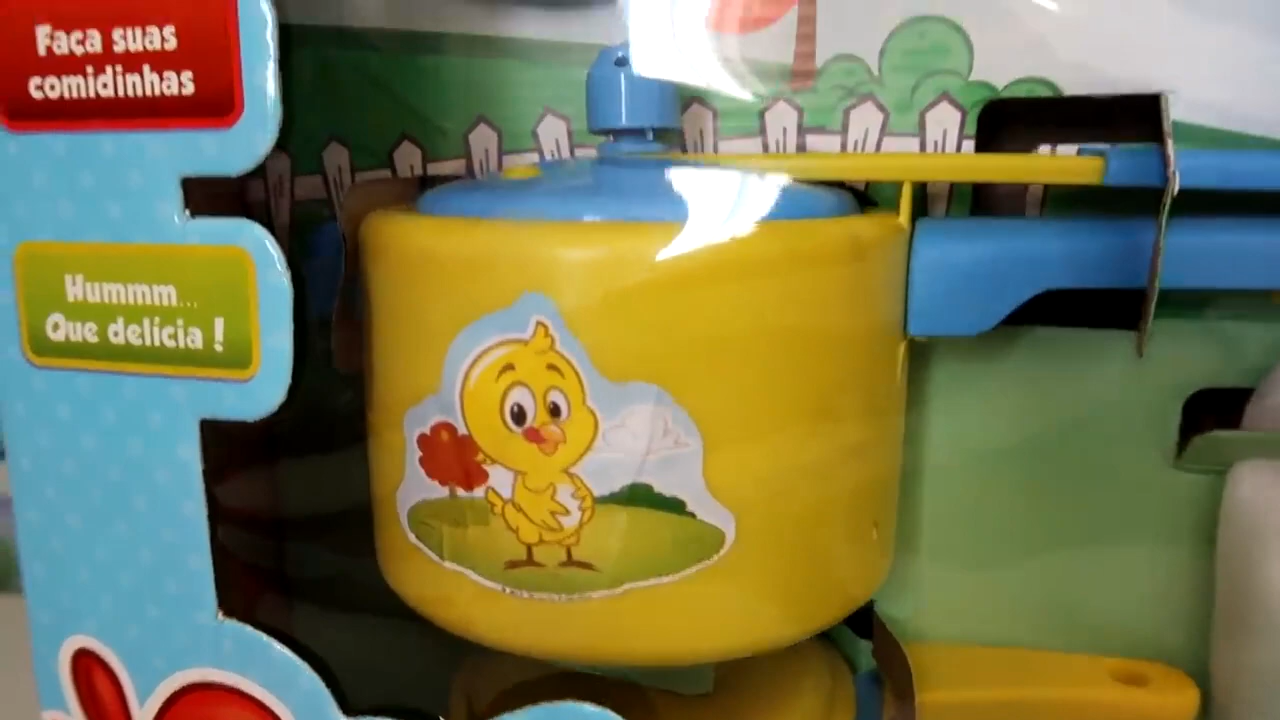 Faça suas
comidinhas
Hummm...
Que delícia !